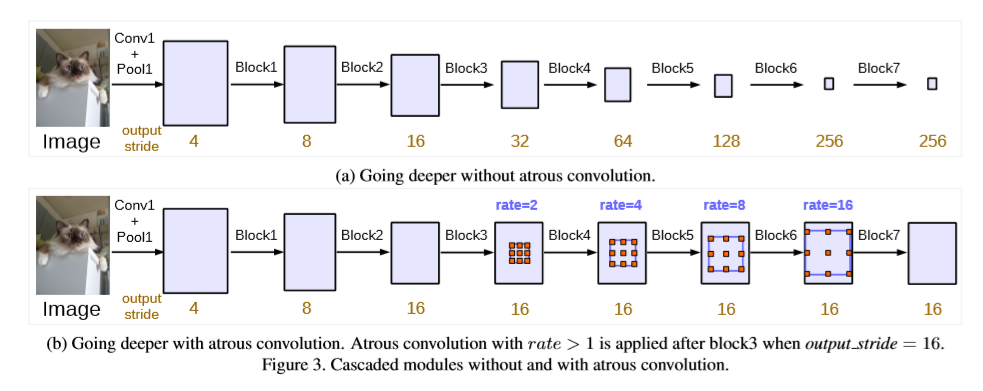 Conv1
+
Pool1
Block1
Block2
Block3
Block4
Block5
Block6
Block7
Image
output
stride
4
8
16
32
64
128
256
256
(a) Going deeper without atrous convolution.
rate=2
rate=4
rate=8
rate=16
Conv1
+
Pool1
Block1
Block2
Block3
Block4
Block5
Block6
Block7
Image
output
stride
4
8
16
16
16
16
16
16
(b) Going deeper with atrous convolution. Atrous convolution with rate > 1 is applied after block3 when output_stride = 16.
Figure 3. Cascaded modules without and with atrous convolution.